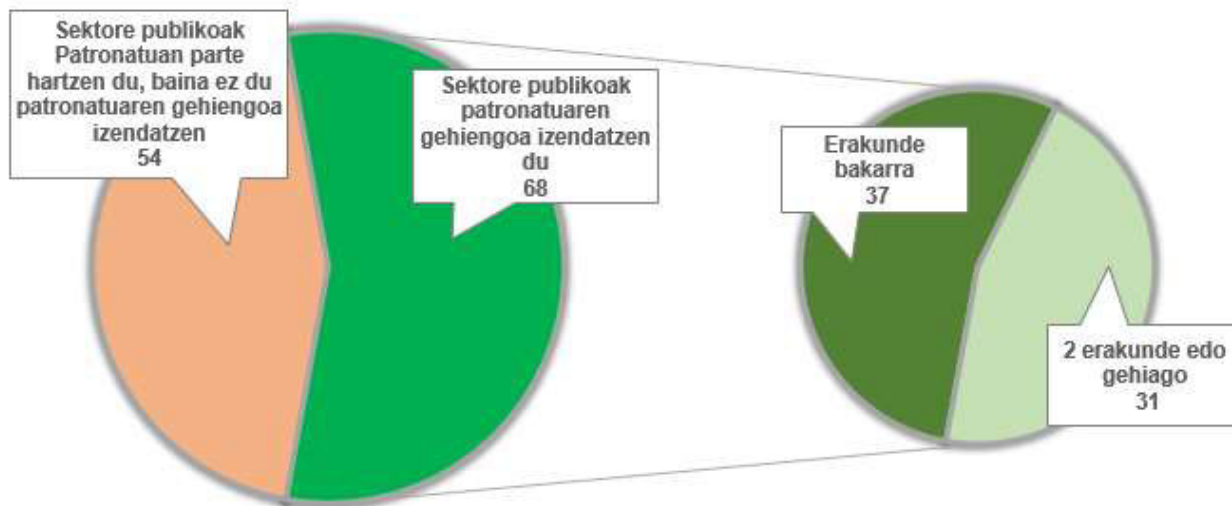 Sektore publikoak
Patronatuan parte
hartzen du, baina ez du
patronatuaren gehiengoa
izendatzen
54
Sektore publikoak
patronatuaren
gehiengoa izendatzen
du
68
Erakunde
bakarra
37
2 erakunde edo
gehiago
31